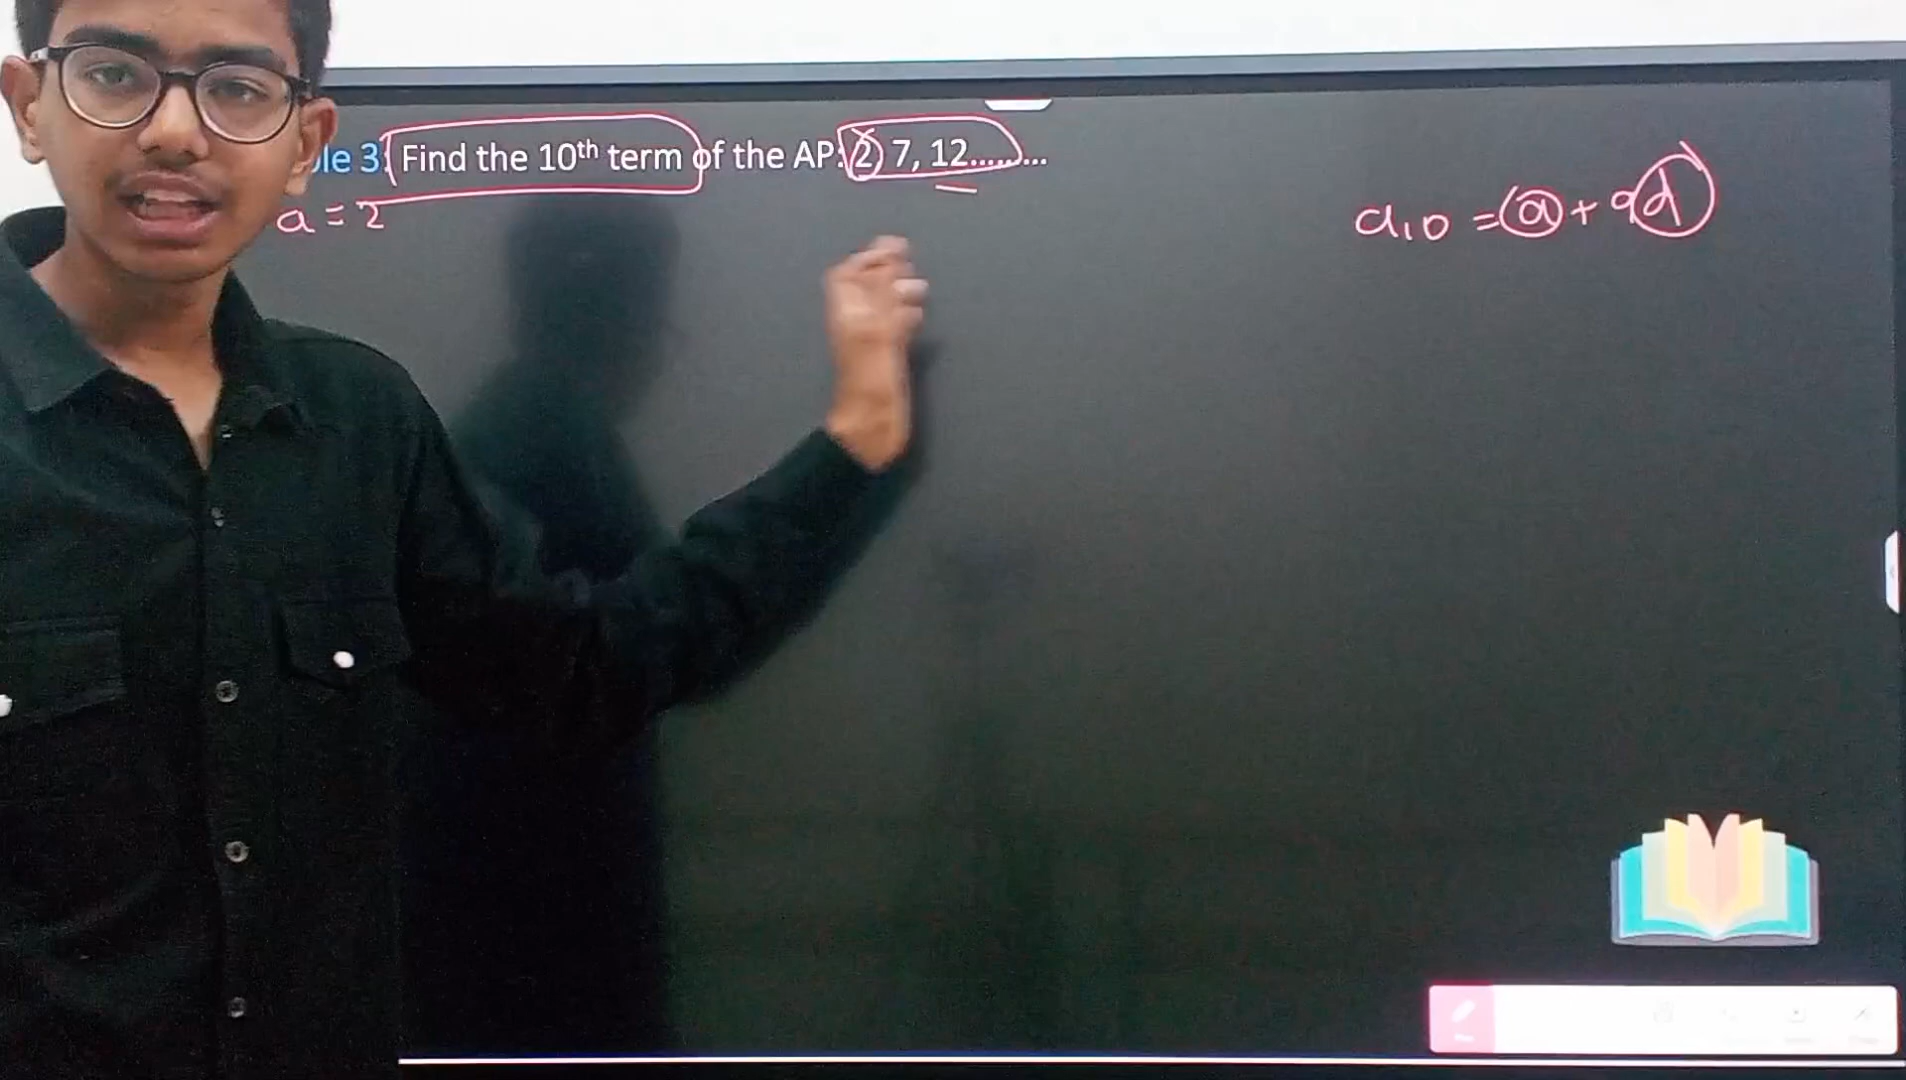 le 3: Find the 10th term of the AP: 2, 7, 12.........
a = 2
a10 = a + 9d